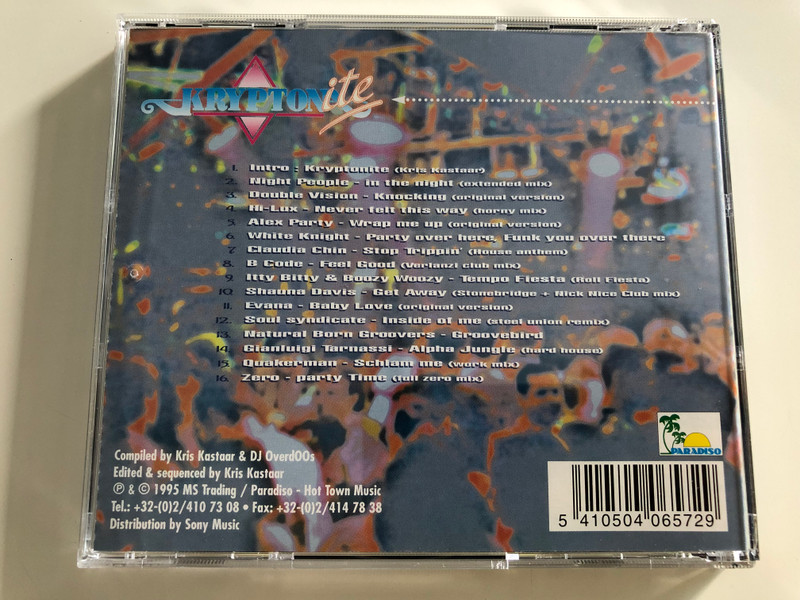 KRYPTONite
1. Intro : Kryptonite (Kris Kastaar)
2. Night People - In the night (extended mix)
3. Double Vision - Knocking (original version)
4. Hi-Lux - Never felt this way (horny mix)
5. Alex Party - Wrap me up (original version)
6. White Knight - Party over here, Funk you over there
7. Claudia Chin - Stop Trippin' (House anthem)
8. B Code - Feel Good (Verlanzi club mix)
9. Itty Bitty & Boozy Woozy - Tempo Fiesta (Roll Fiesta)
10. Shauna Davis - Get Away (Stonebridge + Nick Nice Club mix)
11. Evana - Baby Love (original version)
12. Soul syndicate - Inside of me (steel union remix)
13. Natural Born Groovers - Groovebird
14. Gianluigi Tarnassi - Alpha Jungle (hard house)
15. Quakerman - Schlam me (work mix)
16. Zero - party Time (full zero mix)
PARADISO
Compiled by Kris Kastaar & DJ OverdOOs
Edited & sequenced by Kris Kastaar
℗ & © 1995 MS Trading / Paradiso - Hot Town Music
Tel.: +32-(0)2/410 73 08 • Fax: +32-(0)2/414 78 38
Distribution by Sony Music
5 410504 065729